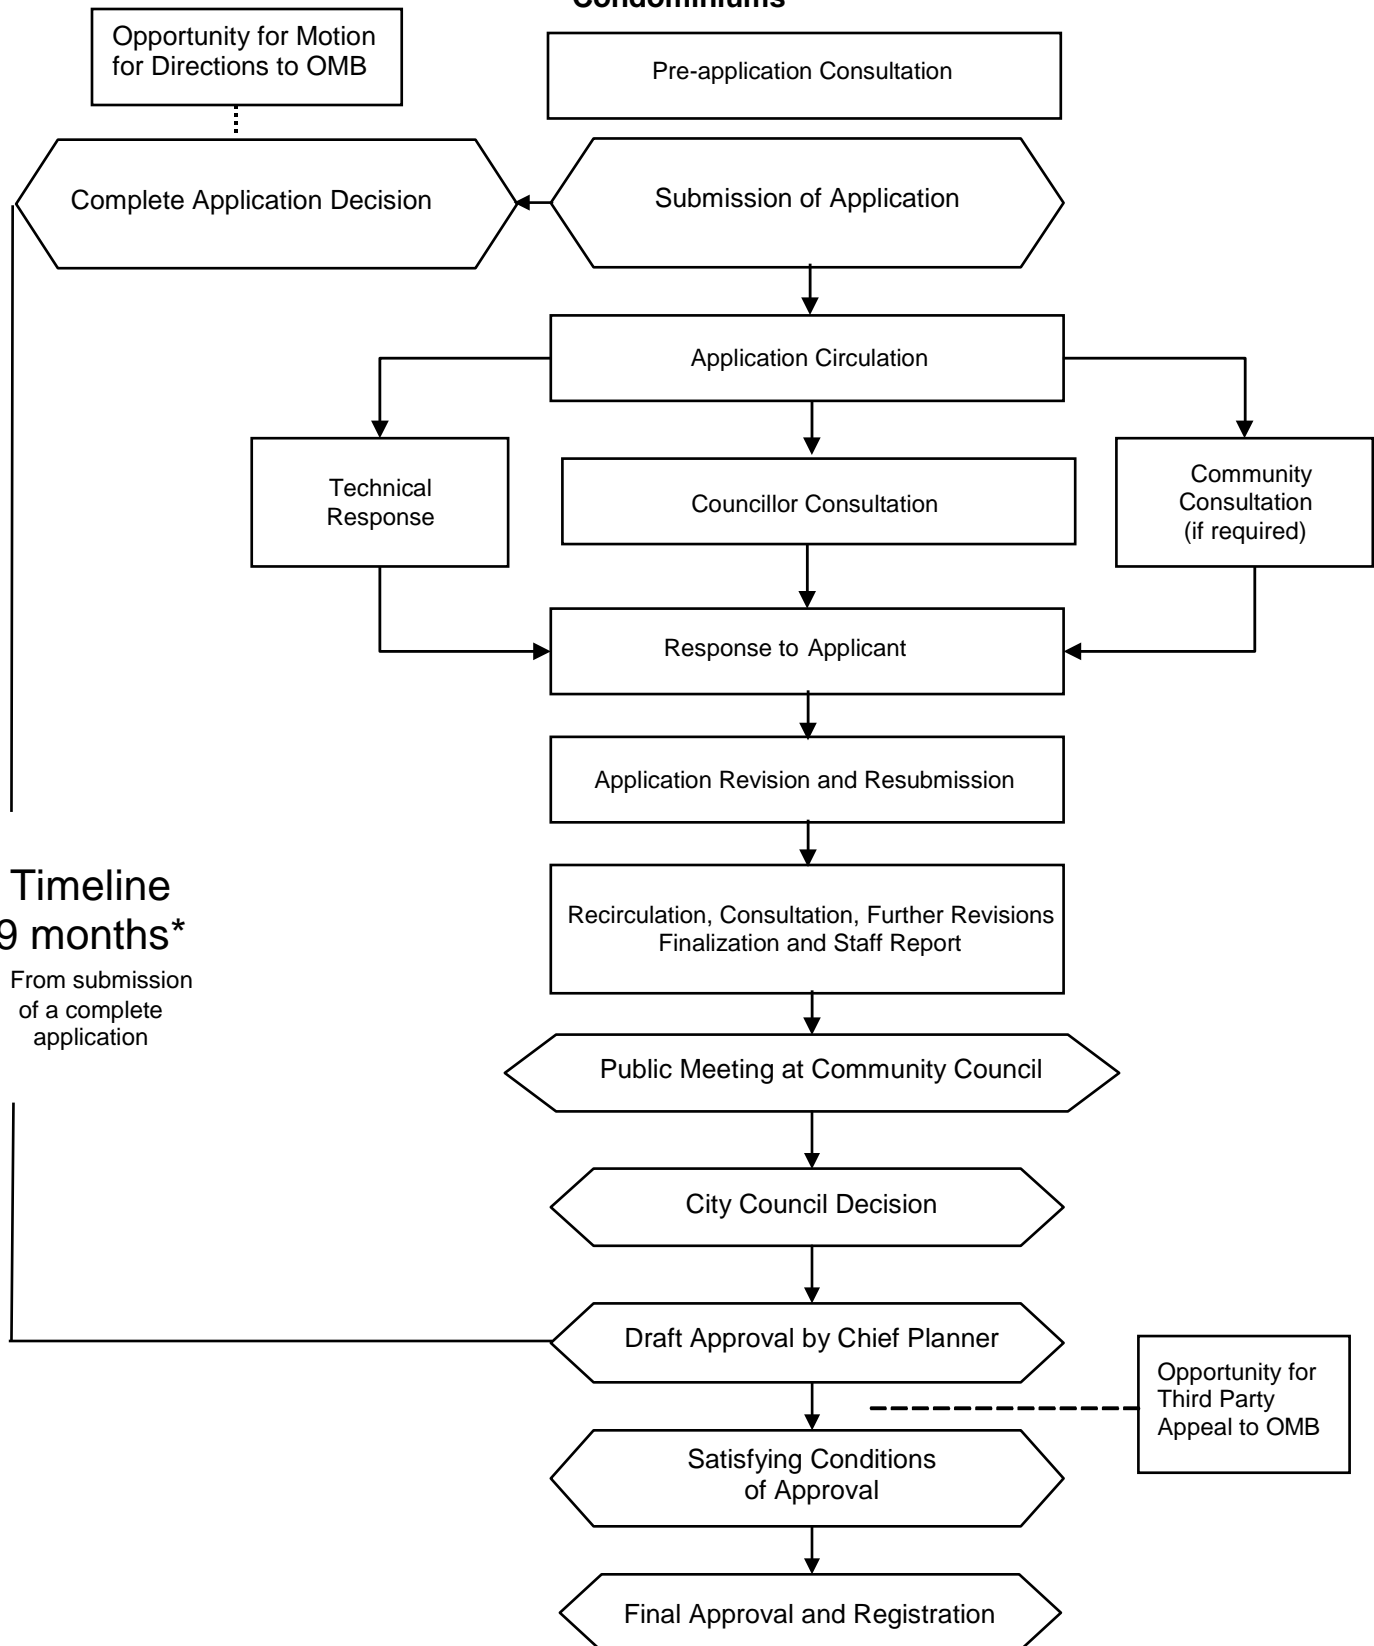 Condominiums
Opportunity for Motion
for Directions to OMB
Pre-application Consultation
Complete Application Decision
Submission of Application
Application Circulation
Technical
Response
Councillor Consultation
Community
Consultation
(if required)
Response to Applicant
Application Revision and Resubmission
Timeline
9 months*
From submission
of a complete
application
Recirculation, Consultation, Further Revisions
Finalization and Staff Report
Public Meeting at Community Council
City Council Decision
Draft Approval by Chief Planner
Opportunity for
Third Party
Appeal to OMB
Satisfying Conditions
of Approval
Final Approval and Registration